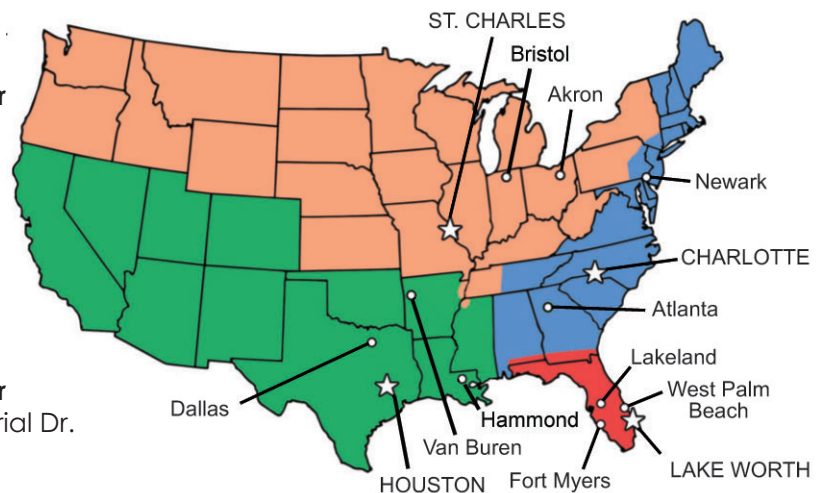 ST. CHARLES
Bristol
Akron
r
Newark
CHARLOTTE
Atlanta
Lakeland
West Palm
Beach
r
rial Dr.
Dallas
Hammond
Van Buren
HOUSTON
Fort Myers
LAKE WORTH